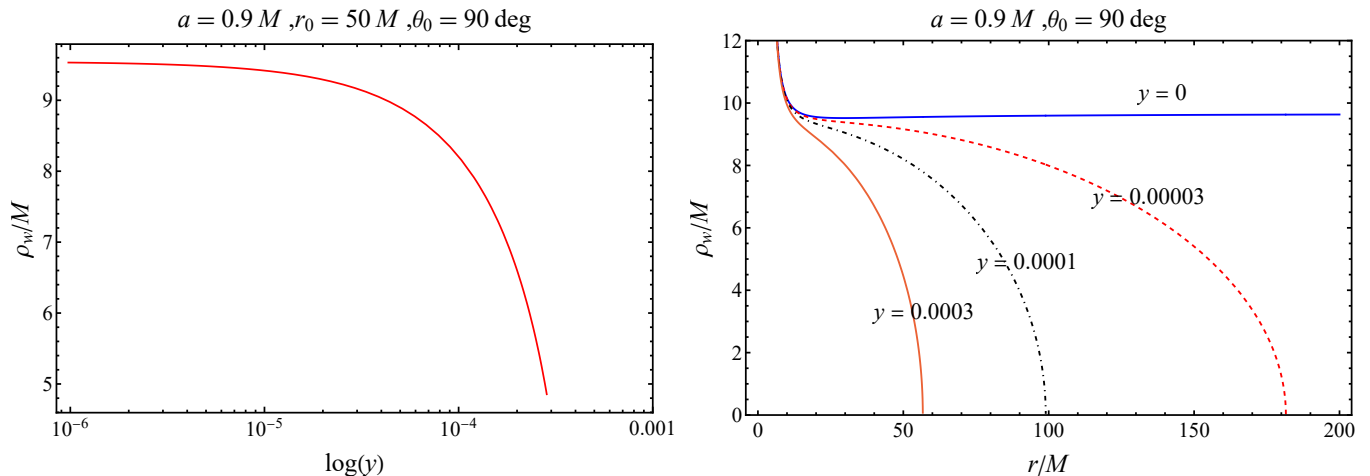 a = 0.9 M ,r₀ = 50 M ,θ₀ = 90 deg
9
8
7
6
5
ρ_w/M
10⁻⁶
10⁻⁵
10⁻⁴
0.001
log(y)
a = 0.9 M ,θ₀ = 90 deg
12
10
8
6
4
2
0
ρ_w/M
y = 0
y = 0.00003
y = 0.0001
y = 0.0003
0
50
100
150
200
r/M